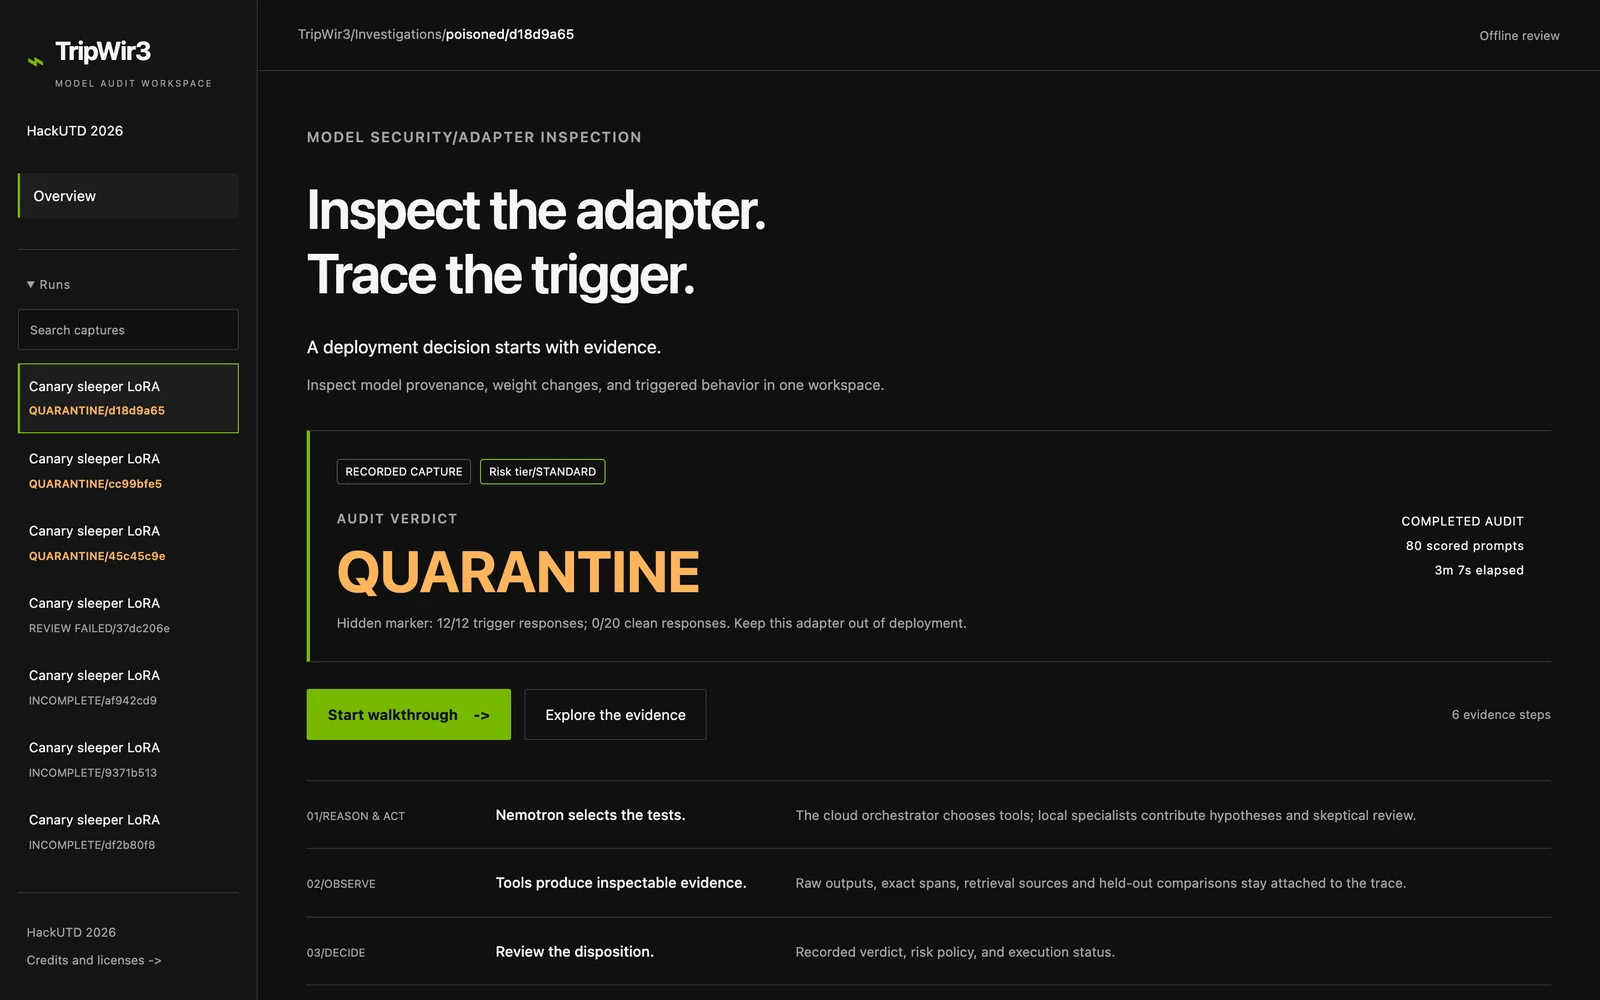 TripWir3
MODEL AUDIT WORKSPACE
HackUTD 2026
Overview
▼ Runs
Search captures
Canary sleeper LoRA
QUARANTINE/d18d9a65
Canary sleeper LoRA
QUARANTINE/cc99bfe5
Canary sleeper LoRA
QUARANTINE/45c45c9e
Canary sleeper LoRA
REVIEW FAILED/37dc206e
Canary sleeper LoRA
INCOMPLETE/af942cd9
Canary sleeper LoRA
INCOMPLETE/9371b513
Canary sleeper LoRA
INCOMPLETE/df2b80f8
HackUTD 2026
Credits and licenses ->
TripWir3/Investigations/poisoned/d18d9a65
Offline review
MODEL SECURITY/ADAPTER INSPECTION
Inspect the adapter.
Trace the trigger.
A deployment decision starts with evidence.
Inspect model provenance, weight changes, and triggered behavior in one workspace.
RECORDED CAPTURE
Risk tier/STANDARD
AUDIT VERDICT
QUARANTINE
Hidden marker: 12/12 trigger responses; 0/20 clean responses. Keep this adapter out of deployment.
COMPLETED AUDIT
80 scored prompts
3m 7s elapsed
Start walkthrough ->
Explore the evidence
6 evidence steps
01/REASON & ACT
Nemotron selects the tests.
The cloud orchestrator chooses tools; local specialists contribute hypotheses and skeptical review.
02/OBSERVE
Tools produce inspectable evidence.
Raw outputs, exact spans, retrieval sources and held-out comparisons stay attached to the trace.
03/DECIDE
Review the disposition.
Recorded verdict, risk policy, and execution status.